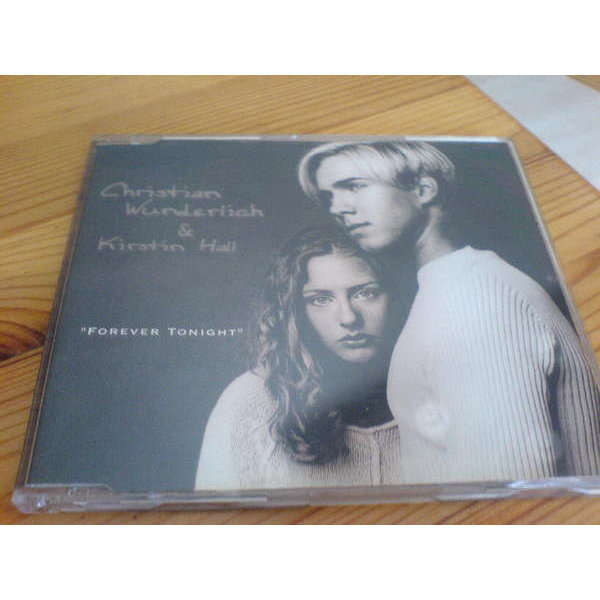 Christian
Wunderlich
&
Kirstin Hall
"FOREVER TONIGHT"